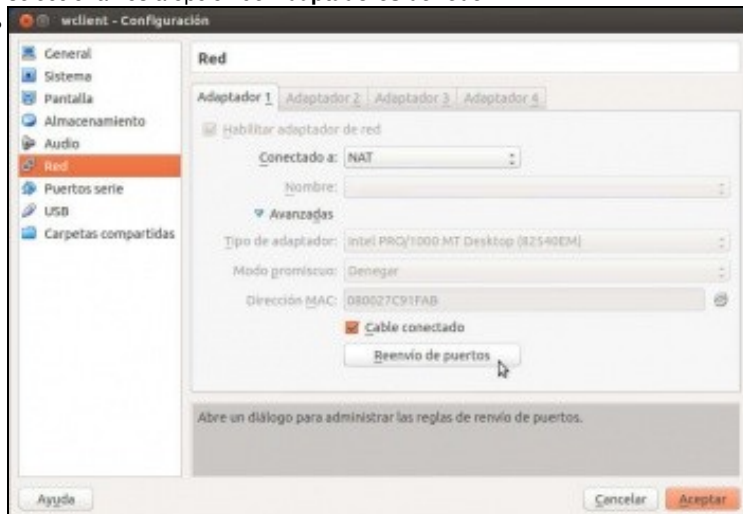 wclient - Configuración
General
Sistema
Pantalla
Almacenamiento
Audio
Red
Puertos serie
USB
Carpetas compartidas
Red
Adaptador 1 Adaptador 2 Adaptador 3 Adaptador 4
Habilitar adaptador de red
Conectado a: NAT
Nombre:
Avanzadas
Tipo de adaptador: Intel PRO/1000 MT Desktop (82540EM)
Modo promiscuo: Denegar
Dirección MAC: 080027C91FAB
Cable conectado
Reenvío de puertos
Abre un diálogo para administrar las reglas de renvío de puertos.
Ayuda Cancelar Aceptar